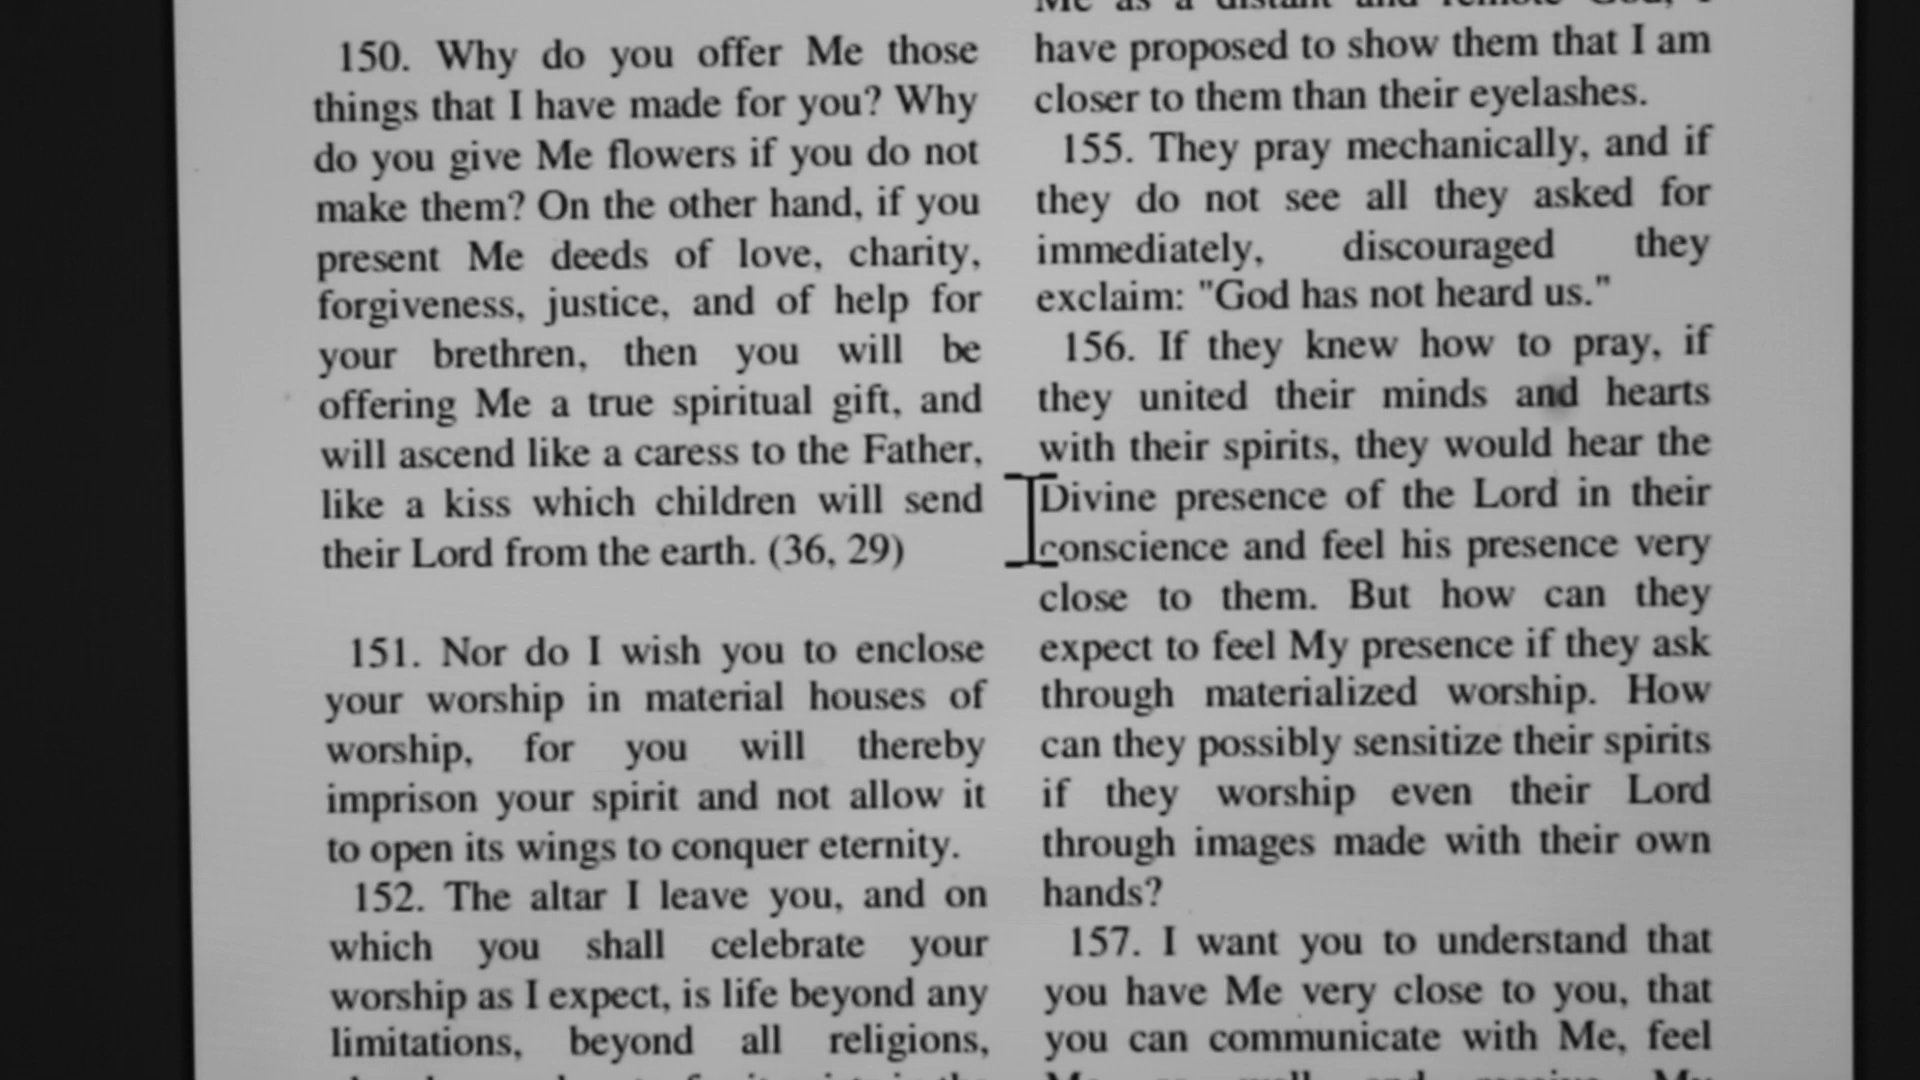 150. Why do you offer Me those
things that I have made for you? Why
do you give Me flowers if you do not
make them? On the other hand, if you
present Me deeds of love, charity,
forgiveness, justice, and of help for
your brethren, then you will be
offering Me a true spiritual gift, and
will ascend like a caress to the Father,
like a kiss which children will send
their Lord from the earth. (36, 29)
151. Nor do I wish you to enclose
your worship in material houses of
worship, for you will thereby
imprison your spirit and not allow it
to open its wings to conquer eternity.
152. The altar I leave you, and on
which you shall celebrate your
worship as I expect, is life beyond any
limitations, beyond all religions,
Me as a distant and remote God, I
have proposed to show them that I am
closer to them than their eyelashes.
155. They pray mechanically, and if
they do not see all they asked for
immediately, discouraged they
exclaim: "God has not heard us."
156. If they knew how to pray, if
they united their minds and hearts
with their spirits, they would hear the
Divine presence of the Lord in their
conscience and feel his presence very
close to them. But how can they
expect to feel My presence if they ask
through materialized worship. How
can they possibly sensitize their spirits
if they worship even their Lord
through images made with their own
hands?
157. I want you to understand that
you have Me very close to you, that
you can communicate with Me, feel